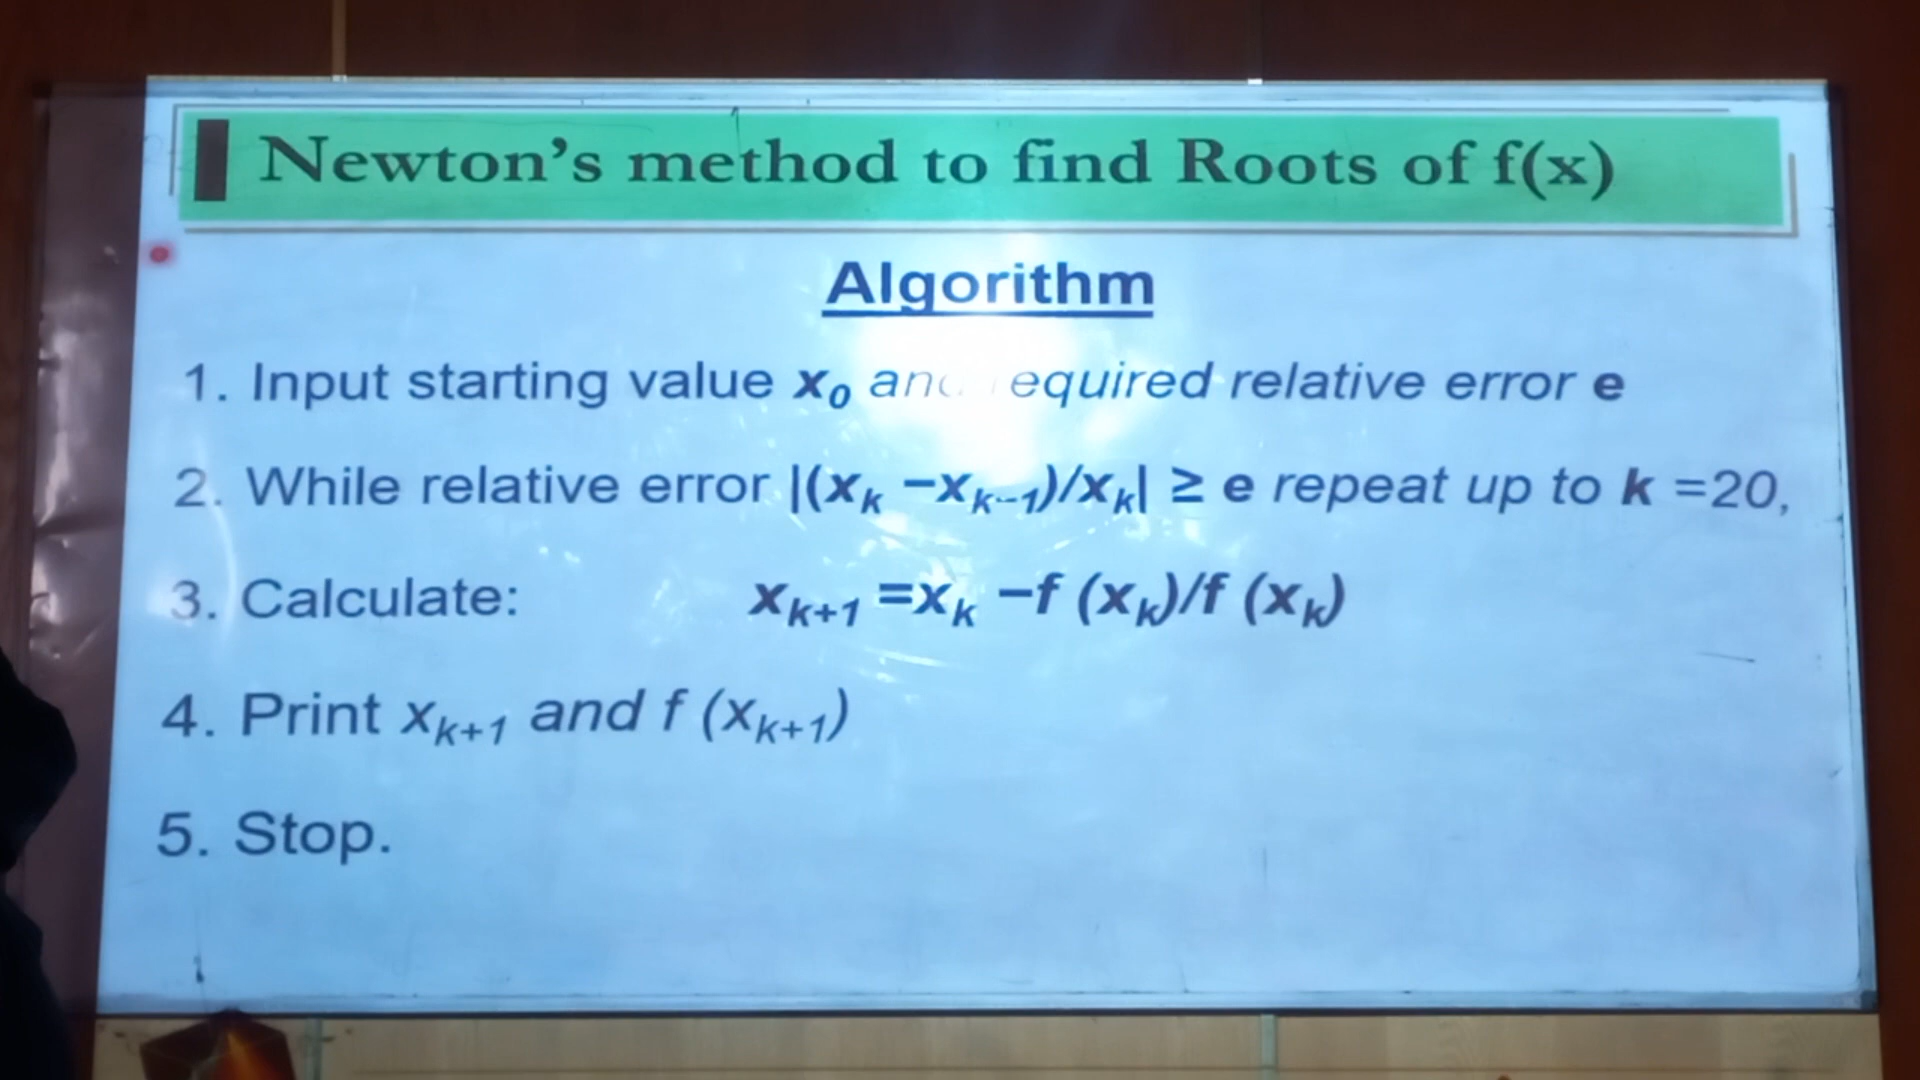 Newton's method to find Roots of f(x)
Algorithm
1. Input starting value x₀ and required relative error e
2. While relative error |(xₖ −xₖ₋₁)/xₖ| ≥ e repeat up to k =20,
3. Calculate: xₖ₊₁ =xₖ −f (xₖ)/f (xₖ)
4. Print xₖ₊₁ and f (xₖ₊₁)
5. Stop.